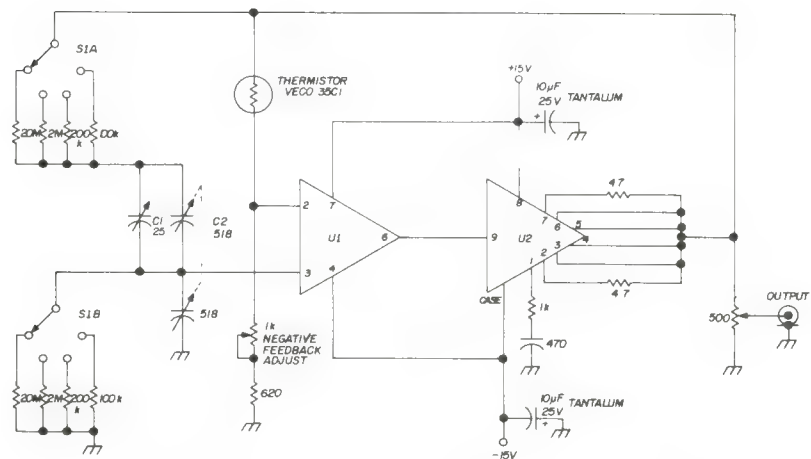 S1A
20M
2M
200
k
100k
THERMISTOR
VECO 35C1
+15V
10µF
25V
TANTALUM
+
C1
25
C2
518
518
2
7
U1
6
3
4
8
9
U2
7
6
5
4
3
2
1
CASE
47
47
1k
470
S1B
20M
2M
200
k
100k
1k
NEGATIVE
FEEDBACK
ADJUST
620
500
OUTPUT
10µF
25V
TANTALUM
+
-15V